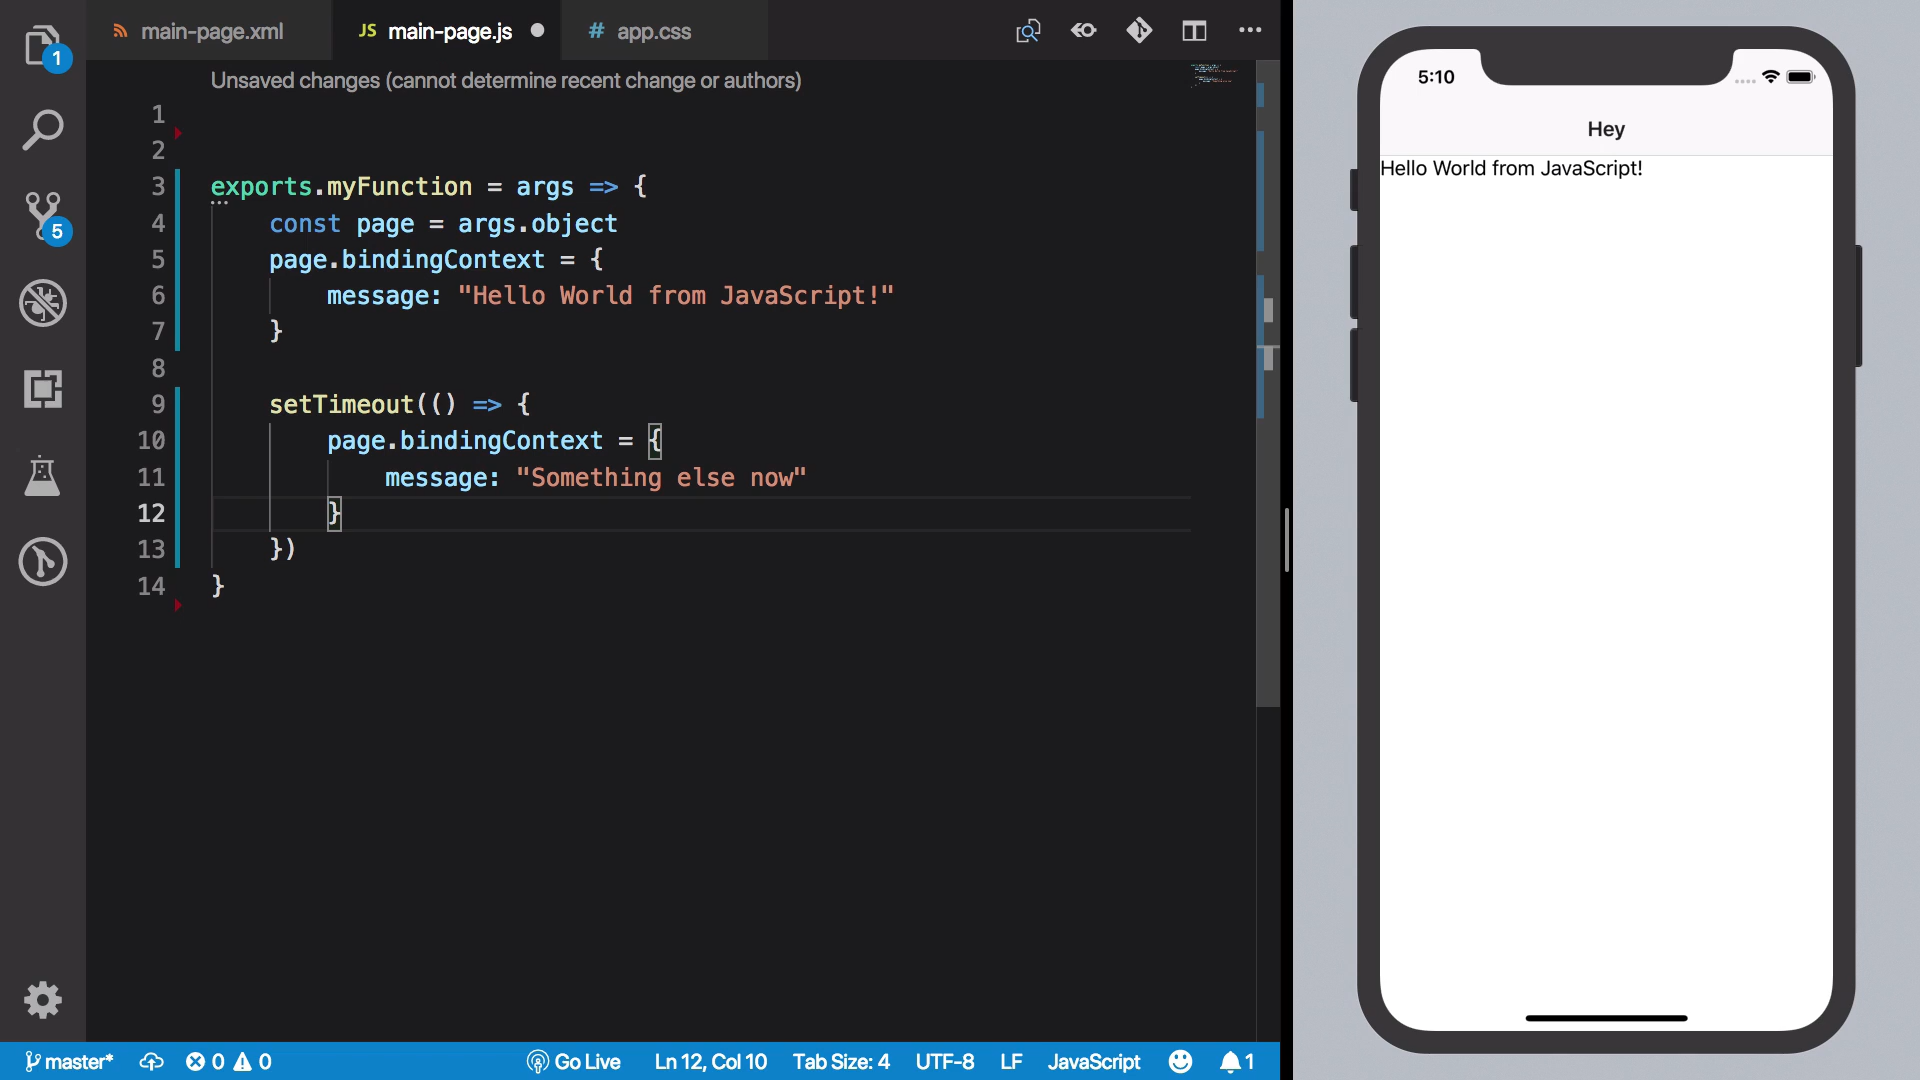 1
5
main-page.xml
JS main-page.js
# app.css
Unsaved changes (cannot determine recent change or authors)
1
2
3 exports.myFunction = args => {
4 const page = args.object
5 page.bindingContext = {
6 message: "Hello World from JavaScript!"
7 }
8
9 setTimeout(() => {
10 page.bindingContext = {
11 message: "Something else now"
12 }
13 })
14 }
master* 0 0 Go Live Ln 12, Col 10 Tab Size: 4 UTF-8 LF JavaScript 1
5:10
Hey
Hello World from JavaScript!